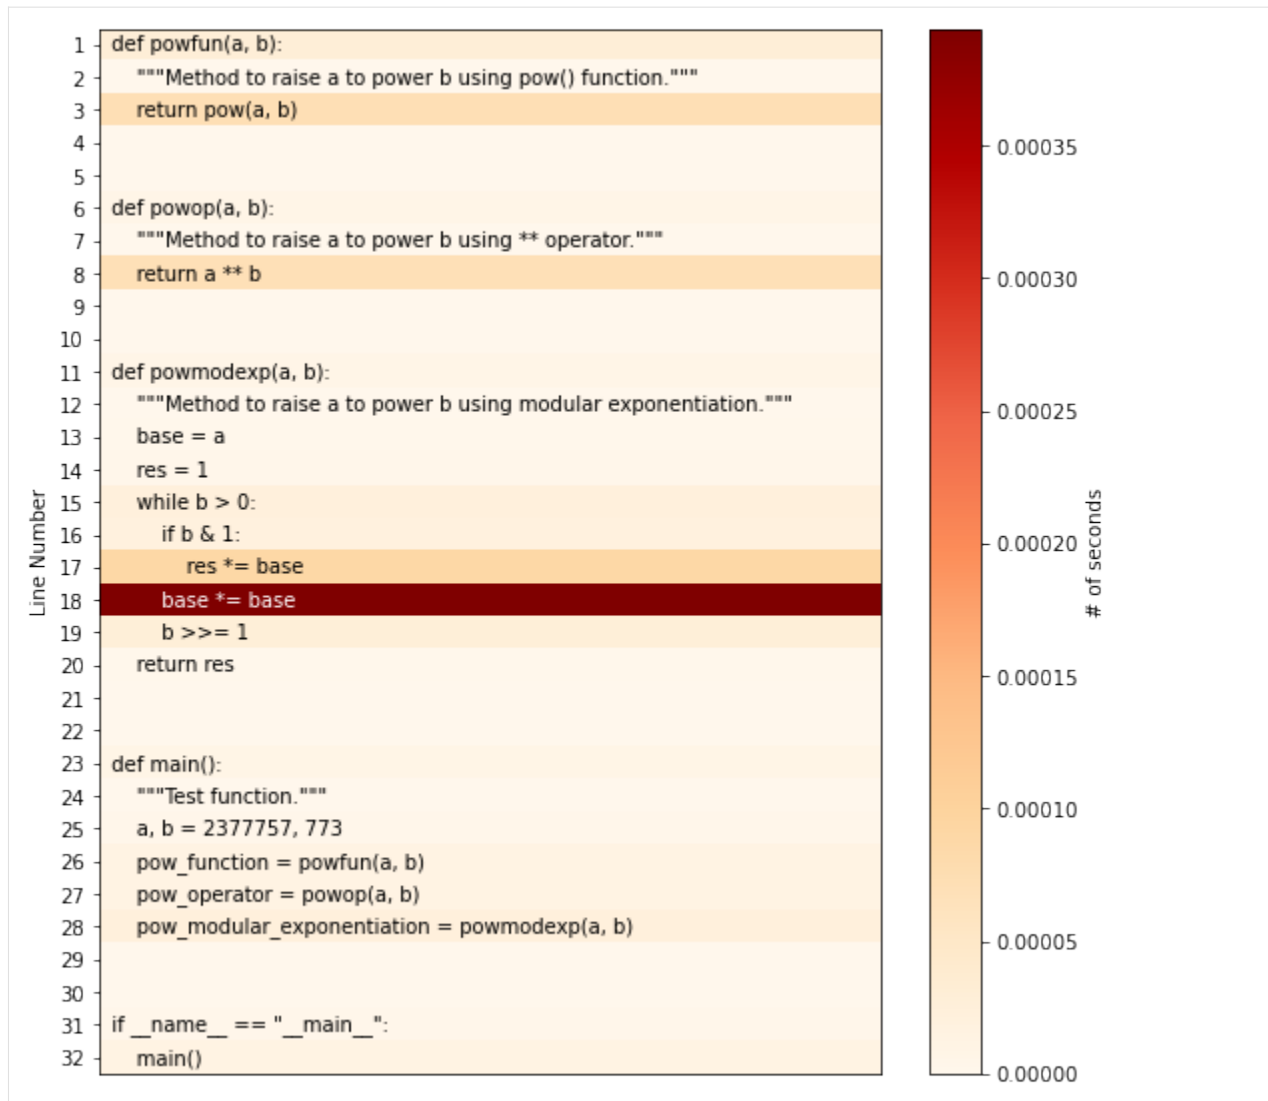 1 def powfun(a, b):
2 """Method to raise a to power b using pow() function."""
3 return pow(a, b)
4
5
6 def powop(a, b):
7 """Method to raise a to power b using ** operator."""
8 return a ** b
9
10
11 def powmodexp(a, b):
12 """Method to raise a to power b using modular exponentiation."""
13 base = a
14 res = 1
15 while b > 0:
16 if b & 1:
17 res *= base
18 base *= base
19 b >>= 1
20 return res
21
22
23 def main():
24 """Test function."""
25 a, b = 2377757, 773
26 pow_function = powfun(a, b)
27 pow_operator = powop(a, b)
28 pow_modular_exponentiation = powmodexp(a, b)
29
30
31 if __name__ == "__main__":
32 main()
Line Number
0.00035
0.00030
0.00025
0.00020
0.00015
0.00010
0.00005
0.00000
# of seconds